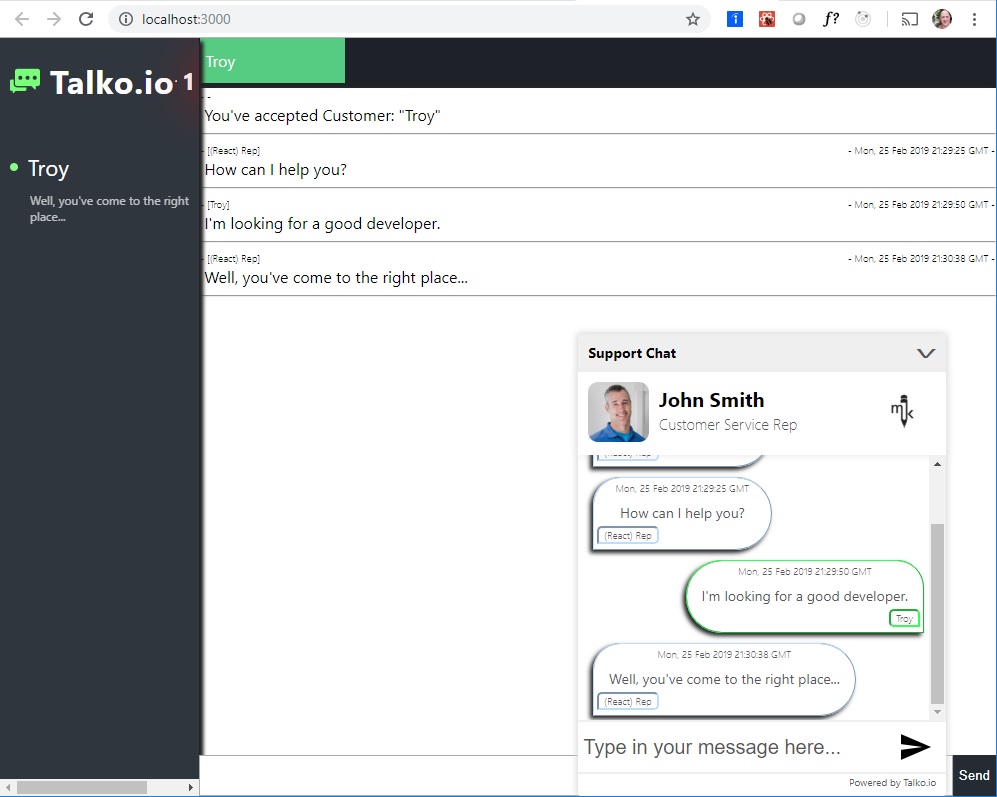 localhost:3000
f?
Talko.io
1
Troy
Well, you've come to the right
place...
Troy
- -
You've accepted Customer: "Troy"
- [(React) Rep]
- Mon, 25 Feb 2019 21:29:25 GMT -
How can I help you?
- [Troy]
- Mon, 25 Feb 2019 21:29:50 GMT -
I'm looking for a good developer.
- [(React) Rep]
- Mon, 25 Feb 2019 21:30:38 GMT -
Well, you've come to the right place...
Support Chat
John Smith
Customer Service Rep
m k
(React) Rep
Mon, 25 Feb 2019 21:29:25 GMT
How can I help you?
(React) Rep
Mon, 25 Feb 2019 21:29:50 GMT
I'm looking for a good developer.
Troy
Mon, 25 Feb 2019 21:30:38 GMT
Well, you've come to the right place...
(React) Rep
Type in your message here...
Powered by Talko.io
Send